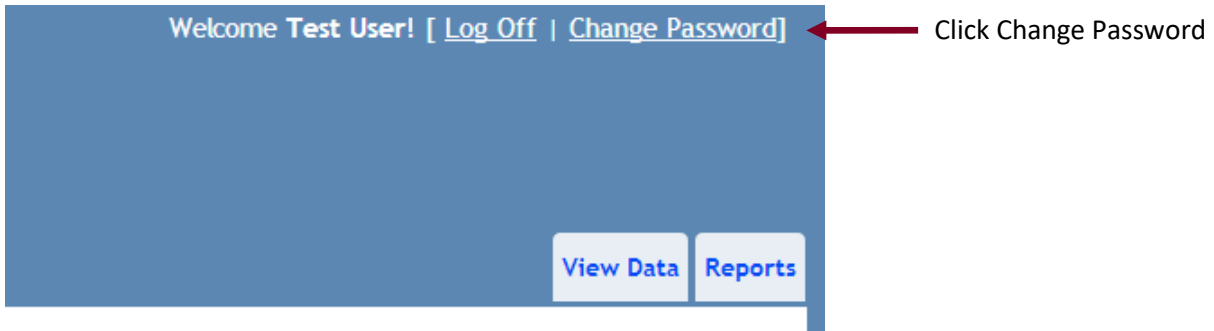 Welcome Test User! [ Log Off | Change Password]
Click Change Password
View Data
Reports